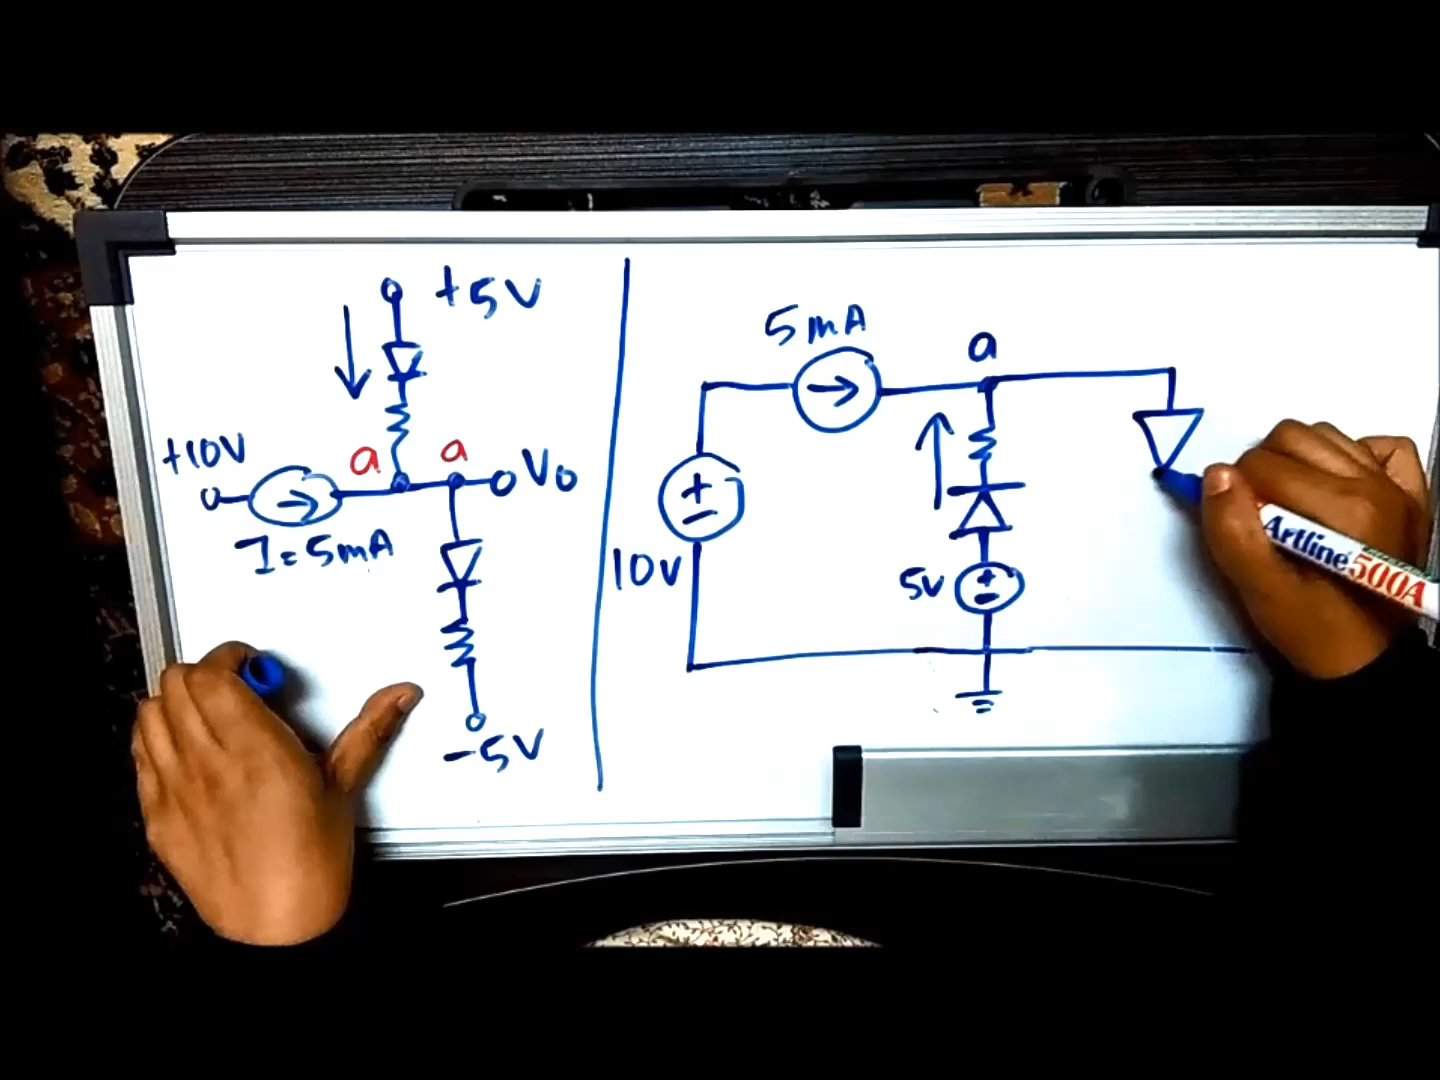 +5V
+10V
a
a
Vo
I=5mA
-5V
5mA
a
10V
5V
+
-
+
-
Artline 500A